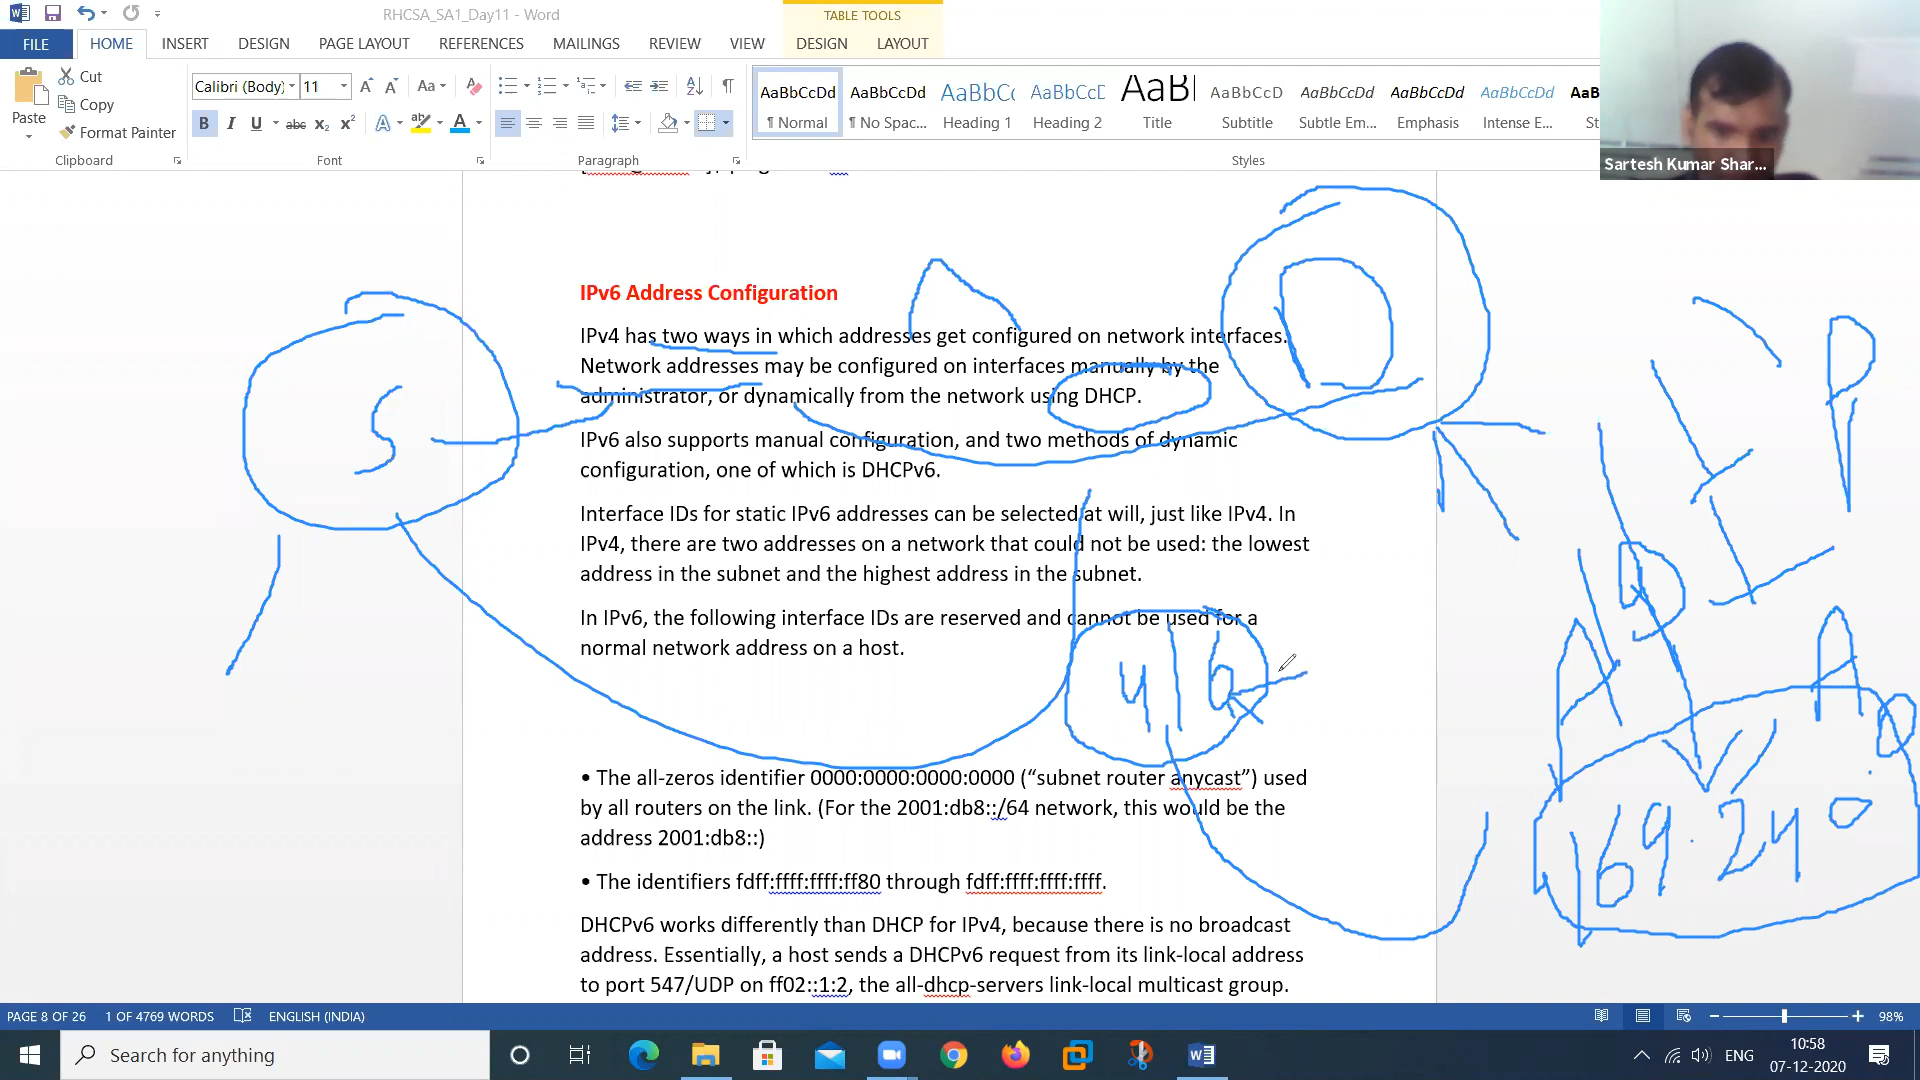 RHCSA_SA1_Day11 - Word
TABLE TOOLS
FILE HOME INSERT DESIGN PAGE LAYOUT REFERENCES MAILINGS REVIEW VIEW DESIGN LAYOUT
Cut
Copy
Format Painter
Paste
Clipboard
Calibri (Body) 11
Font
Paragraph
AaBbCcDd AaBbCcDd AaBbCc AaBbCcD AaBl AaBbCcD AaBbCcDd AaBbCcDd AaBbCcDd AaBb
¶ Normal ¶ No Spac... Heading 1 Heading 2 Title Subtitle Subtle Em... Emphasis Intense E... St
Styles
Sartesh Kumar Shar...
IPv6 Address Configuration
IPv4 has two ways in which addresses get configured on network interfaces.
Network addresses may be configured on interfaces manually by the
administrator, or dynamically from the network using DHCP.
IPv6 also supports manual configuration, and two methods of dynamic
configuration, one of which is DHCPv6.
Interface IDs for static IPv6 addresses can be selected at will, just like IPv4. In
IPv4, there are two addresses on a network that could not be used: the lowest
address in the subnet and the highest address in the subnet.
In IPv6, the following interface IDs are reserved and cannot be used for a
normal network address on a host.
• The all-zeros identifier 0000:0000:0000:0000 (“subnet router anycast”) used
by all routers on the link. (For the 2001:db8::/64 network, this would be the
address 2001:db8::)
• The identifiers fdff:ffff:ffff:ff80 through fdff:ffff:ffff:ffff.
DHCPv6 works differently than DHCP for IPv4, because there is no broadcast
address. Essentially, a host sends a DHCPv6 request from its link-local address
to port 547/UDP on ff02::1:2, the all-dhcp-servers link-local multicast group.
S
D
4 | 6
I P
A P
A
169.240
PAGE 8 OF 26 1 OF 4769 WORDS ENGLISH (INDIA) 98%
Search for anything
ENG
10:58
07-12-2020